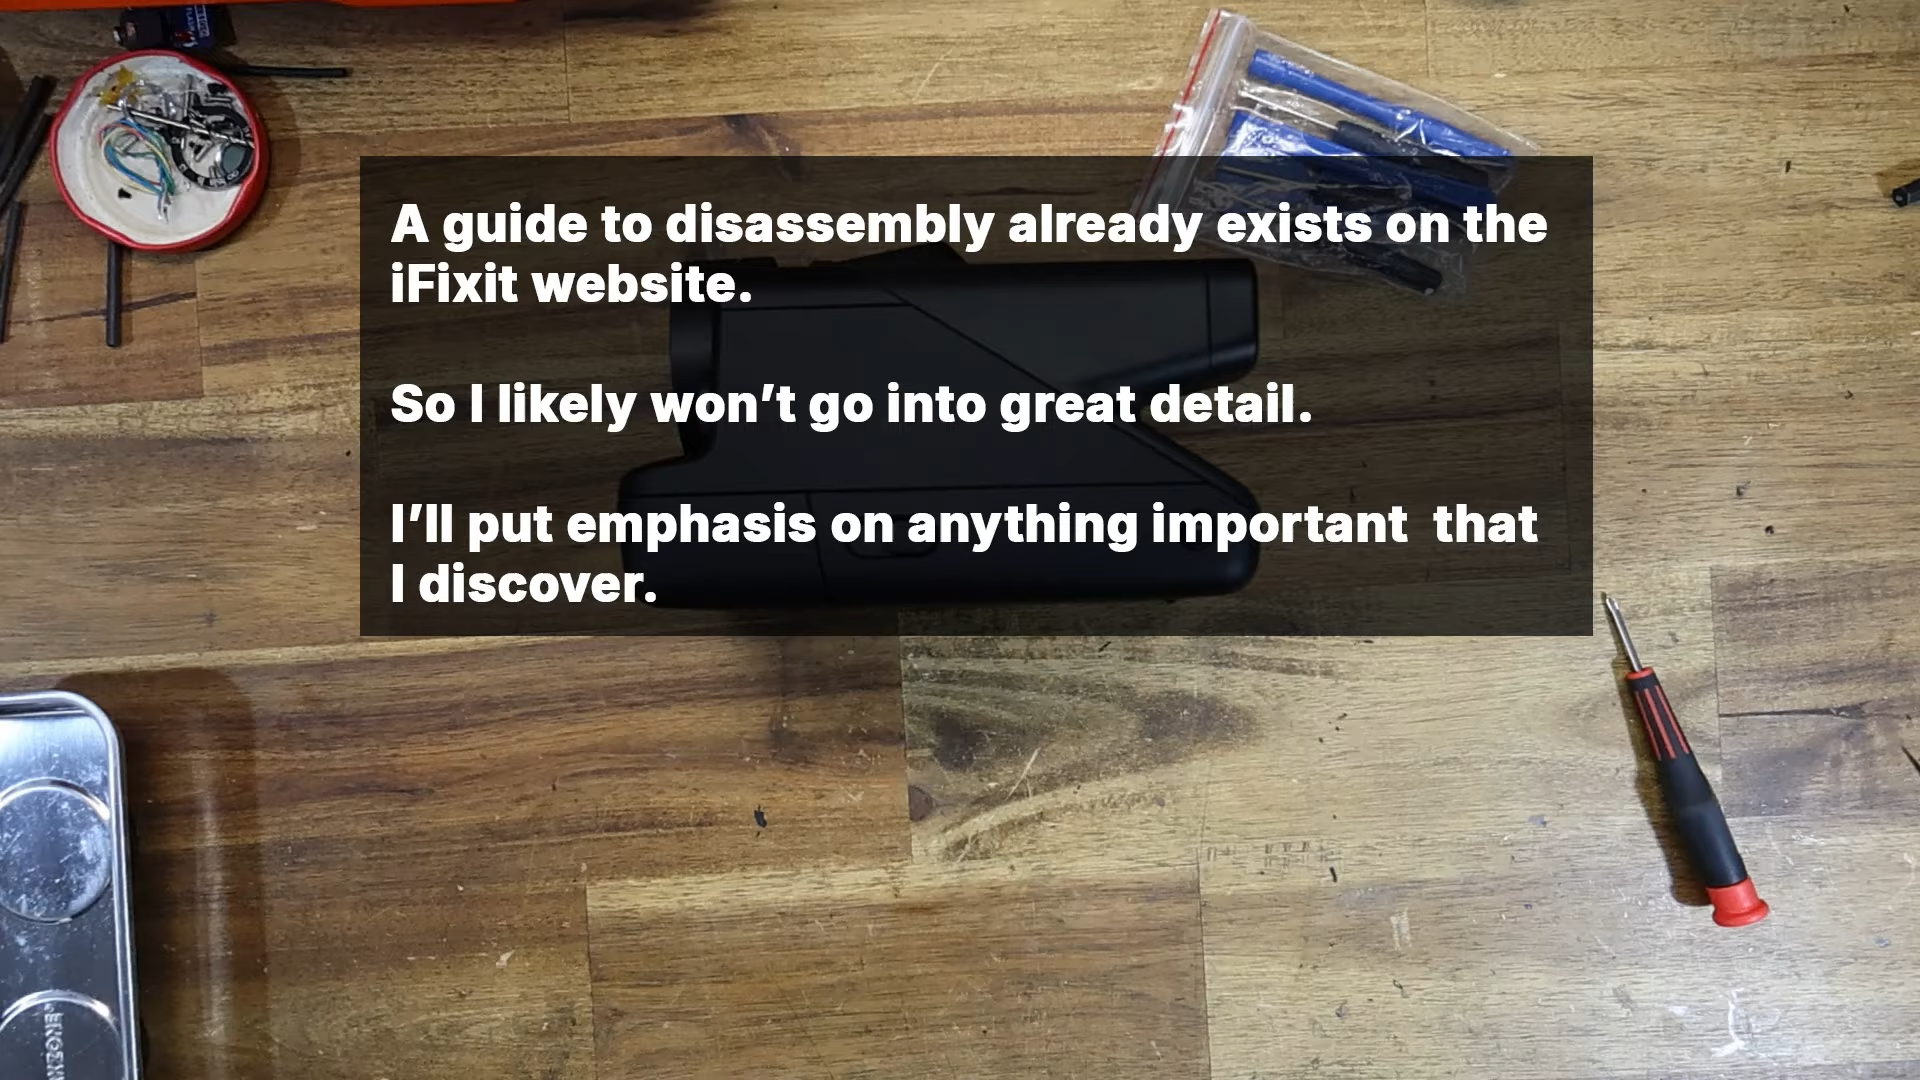 A guide to disassembly already exists on the
iFixit website.
So I likely won’t go into great detail.
I’ll put emphasis on anything important  that
I discover.